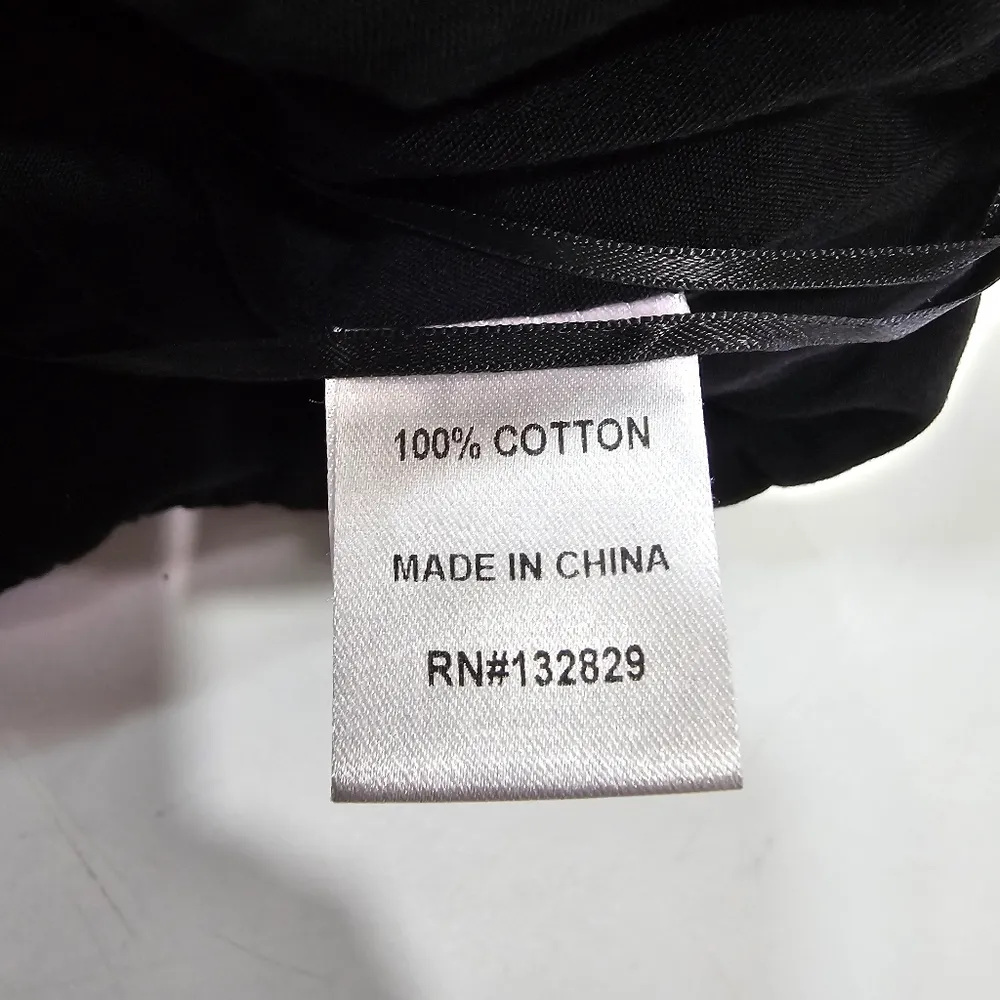 100% COTTON
MADE IN CHINA
RN#132829